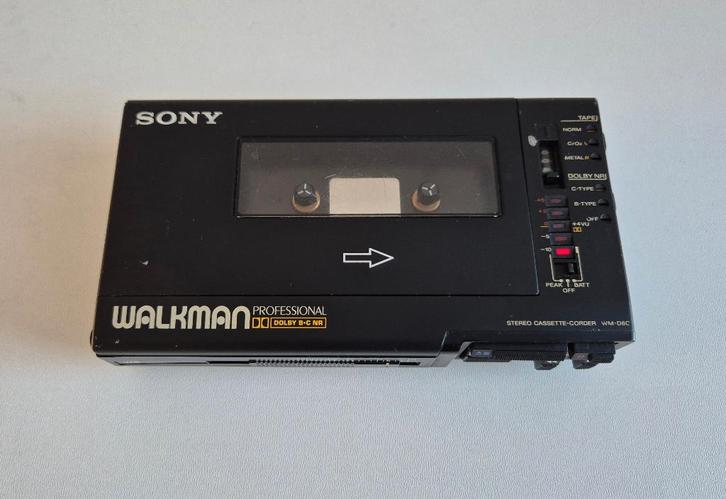 SONY
TAPE
NORM
CrO2
METAL
DOLBY NR
C-TYPE
B-TYPE
OFF
+4VU
-10
PEAK BATT
OFF
WALKMAN PROFESSIONAL
DOLBY B·C NR
STEREO CASSETTE-CORDER WM-D6C